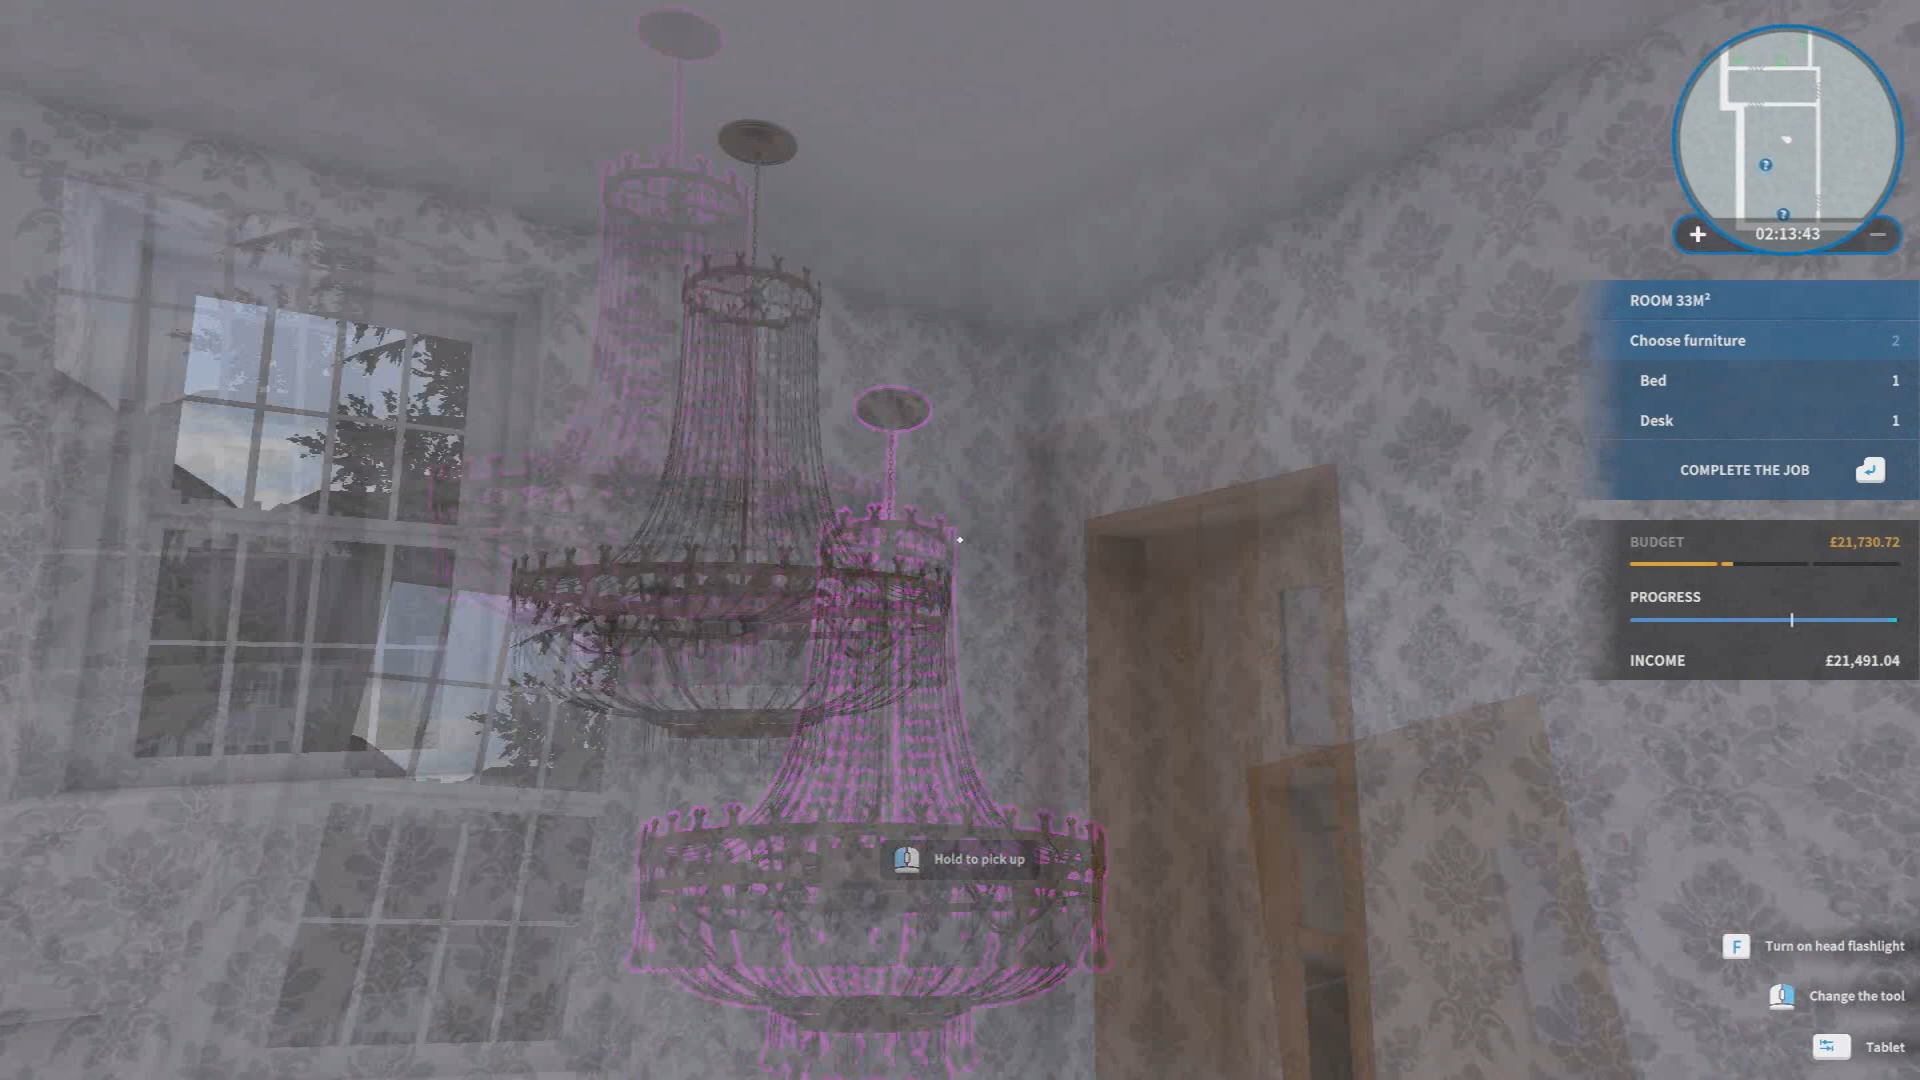 02:13:43
ROOM 33M²
Choose furniture 2
Bed 1
Desk 1
COMPLETE THE JOB
BUDGET £21,730.72
PROGRESS
INCOME £21,491.04
Hold to pick up
F Turn on head flashlight
Change the tool
Tablet